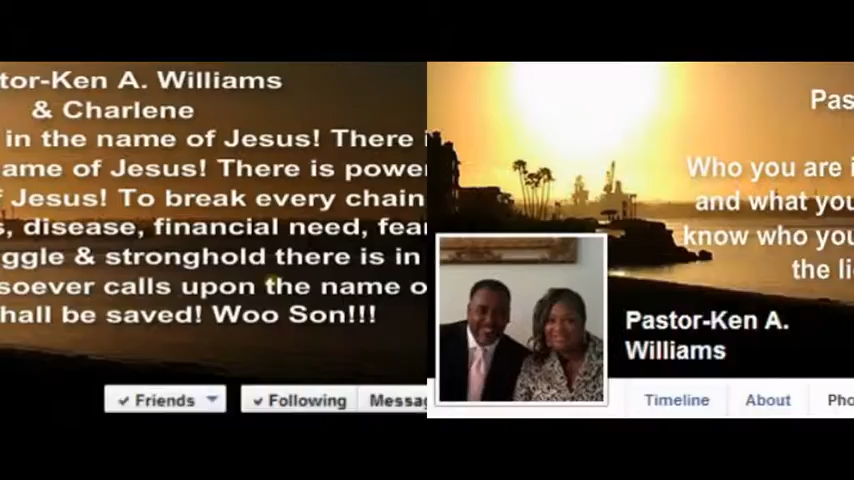 tor-Ken A. Williams
& Charlene
in the name of Jesus! There
ame of Jesus! There is power
f Jesus! To break every chain
s, disease, financial need, fear
ggle & stronghold there is in
soever calls upon the name o
hall be saved! Woo Son!!!
Friends
Following
Messag
Pas
Who you are i
and what you
know who you
the li
Pastor-Ken A.
Williams
Timeline
About
Pho